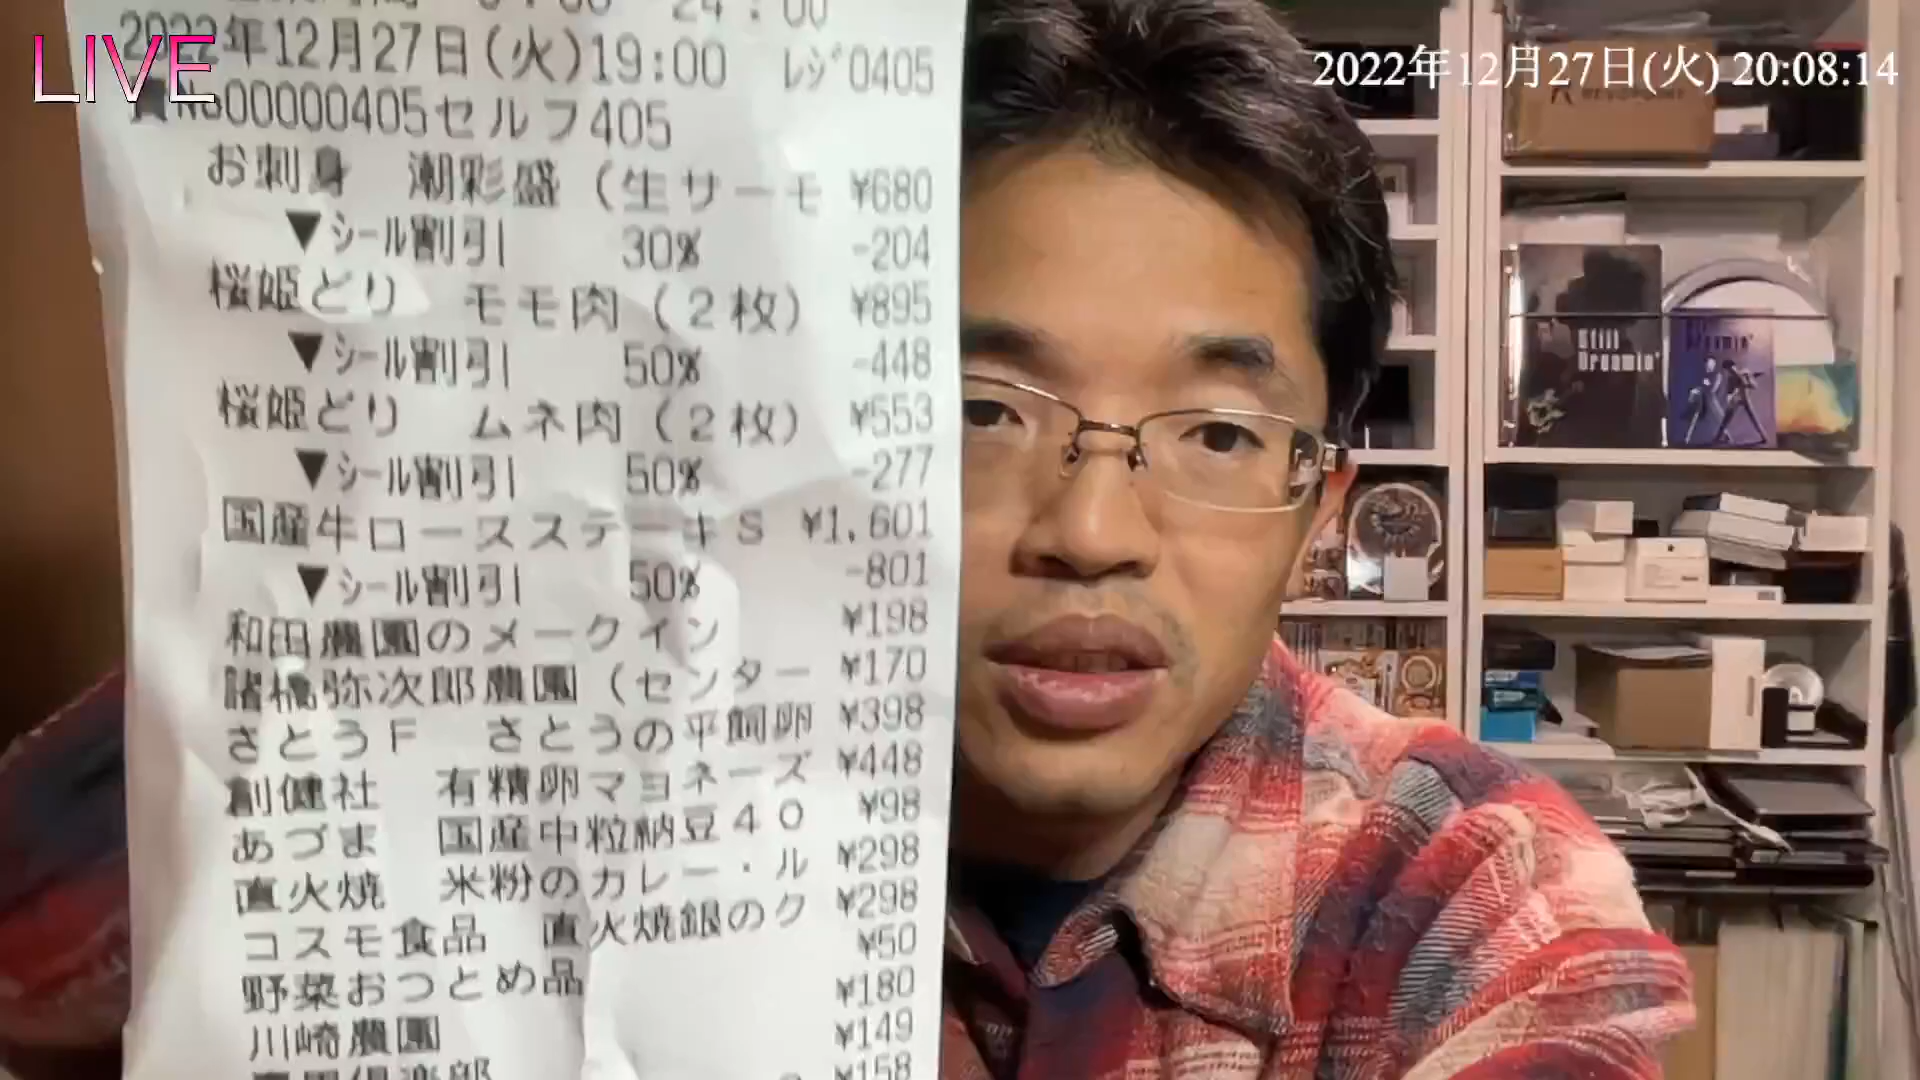 LIVE
2022年12月27日(火) 20:08:14
24:00
2022年12月27日(火)19:00 ﾚｼﾞ0405
責No00000405セルフ405
お刺身 潮彩盛（生サーモ ¥680
▼ｼｰﾙ割引 30% -204
桜姫どり モモ肉（2枚） ¥895
▼ｼｰﾙ割引 50% -448
桜姫どり ムネ肉（2枚） ¥553
▼ｼｰﾙ割引 50% -277
国産牛ロースステーキS ¥1,601
▼ｼｰﾙ割引 50% -801
和田農園のメークイン ¥198
諸橋弥次郎農園（センター ¥170
さとうF さとうの平飼卵 ¥398
創健社 有精卵マヨネーズ ¥448
あづま 国産中粒納豆40 ¥98
直火焼 米粉のカレー・ル ¥298
コスモ食品 直火焼銀のク ¥298
野菜おつとめ品 ¥50
川崎農園 ¥180
¥149
¥158
Still Dreamin'